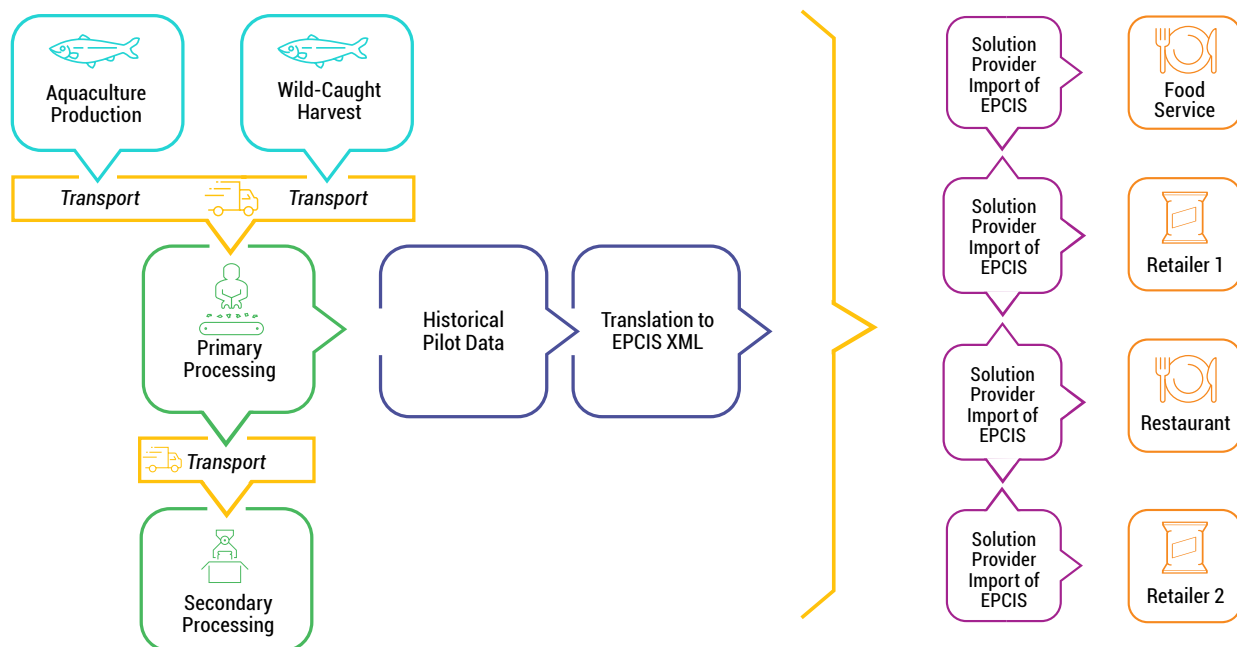 Aquaculture
Production
Wild-Caught
Harvest
Transport
Transport
Primary
Processing
Transport
Secondary
Processing
Historical
Pilot Data
Translation to
EPCIS XML
Solution
Provider
Import of
EPCIS
Food
Service
Solution
Provider
Import of
EPCIS
Retailer 1
Solution
Provider
Import of
EPCIS
Restaurant
Solution
Provider
Import of
EPCIS
Retailer 2